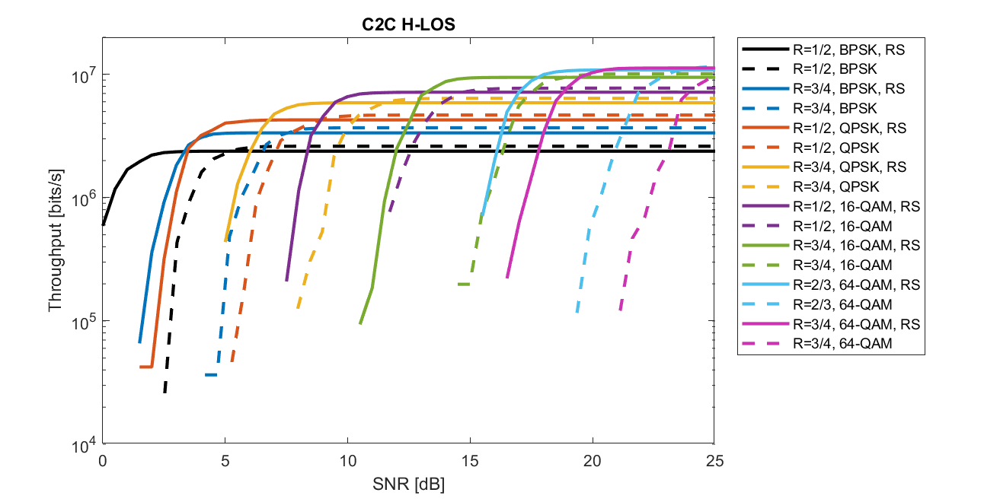 C2C H-LOS
Throughput [bits/s]
10^7
10^6
10^5
10^4
0 5 10 15 20 25
SNR [dB]
R=1/2, BPSK, RS
R=1/2, BPSK
R=3/4, BPSK, RS
R=3/4, BPSK
R=1/2, QPSK, RS
R=1/2, QPSK
R=3/4, QPSK, RS
R=3/4, QPSK
R=1/2, 16-QAM, RS
R=1/2, 16-QAM
R=3/4, 16-QAM, RS
R=3/4, 16-QAM
R=2/3, 64-QAM, RS
R=2/3, 64-QAM
R=3/4, 64-QAM, RS
R=3/4, 64-QAM